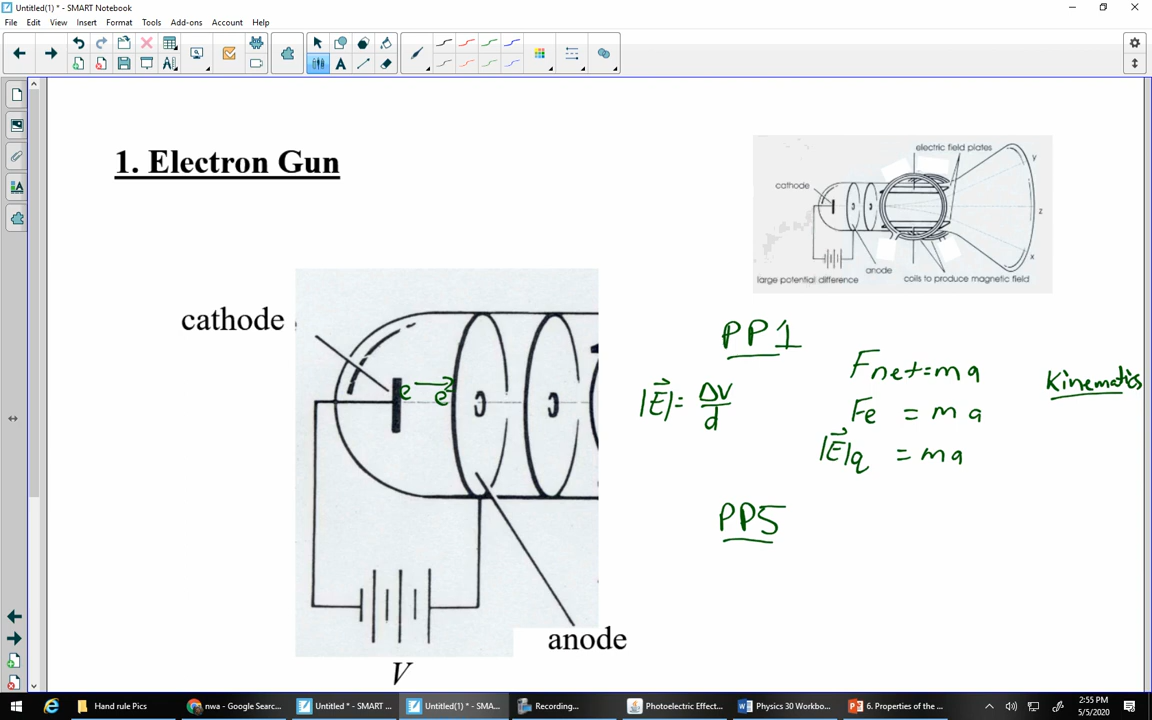 Untitled(1) * - SMART Notebook
File Edit View Insert Format Tools Add-ons Account Help
1. Electron Gun
electric field plates
cathode
y
z
x
anode
large potential difference
coils to produce magnetic field
cathode
e e
anode
V
PP1
|E|= ΔV/d
Fnet=ma
Fe = ma
|E|q = ma
Kinematics
PP5
Hand rule Pics
nwa - Google Searc...
Untitled * - SMART ...
Untitled(1) * - SMA...
Recording...
Photoelectric Effect...
Physics 30 Workbo...
6. Properties of the ...
2:55 PM
5/5/2020